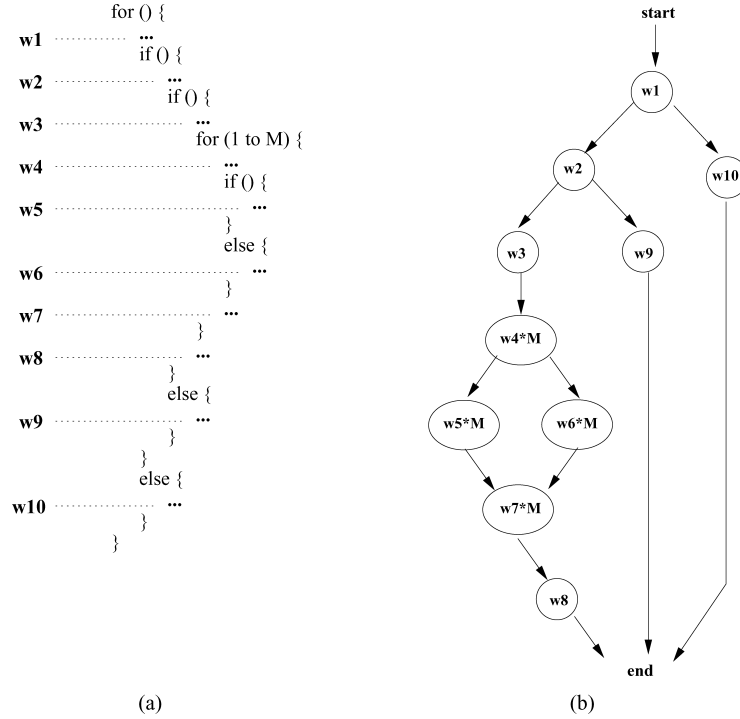 for () {
w1 ... 
if () {
w2 ...
if () {
w3 ...
for (1 to M) {
w4 ...
if () {
w5 ...
}
else {
w6 ...
}
w7 ...
}
w8 ...
}
else {
w9 ...
}
}
else {
w10 ...
}
}
(a)
start
w1
w2
w10
w3
w9
w4*M
w5*M
w6*M
w7*M
w8
end
(b)